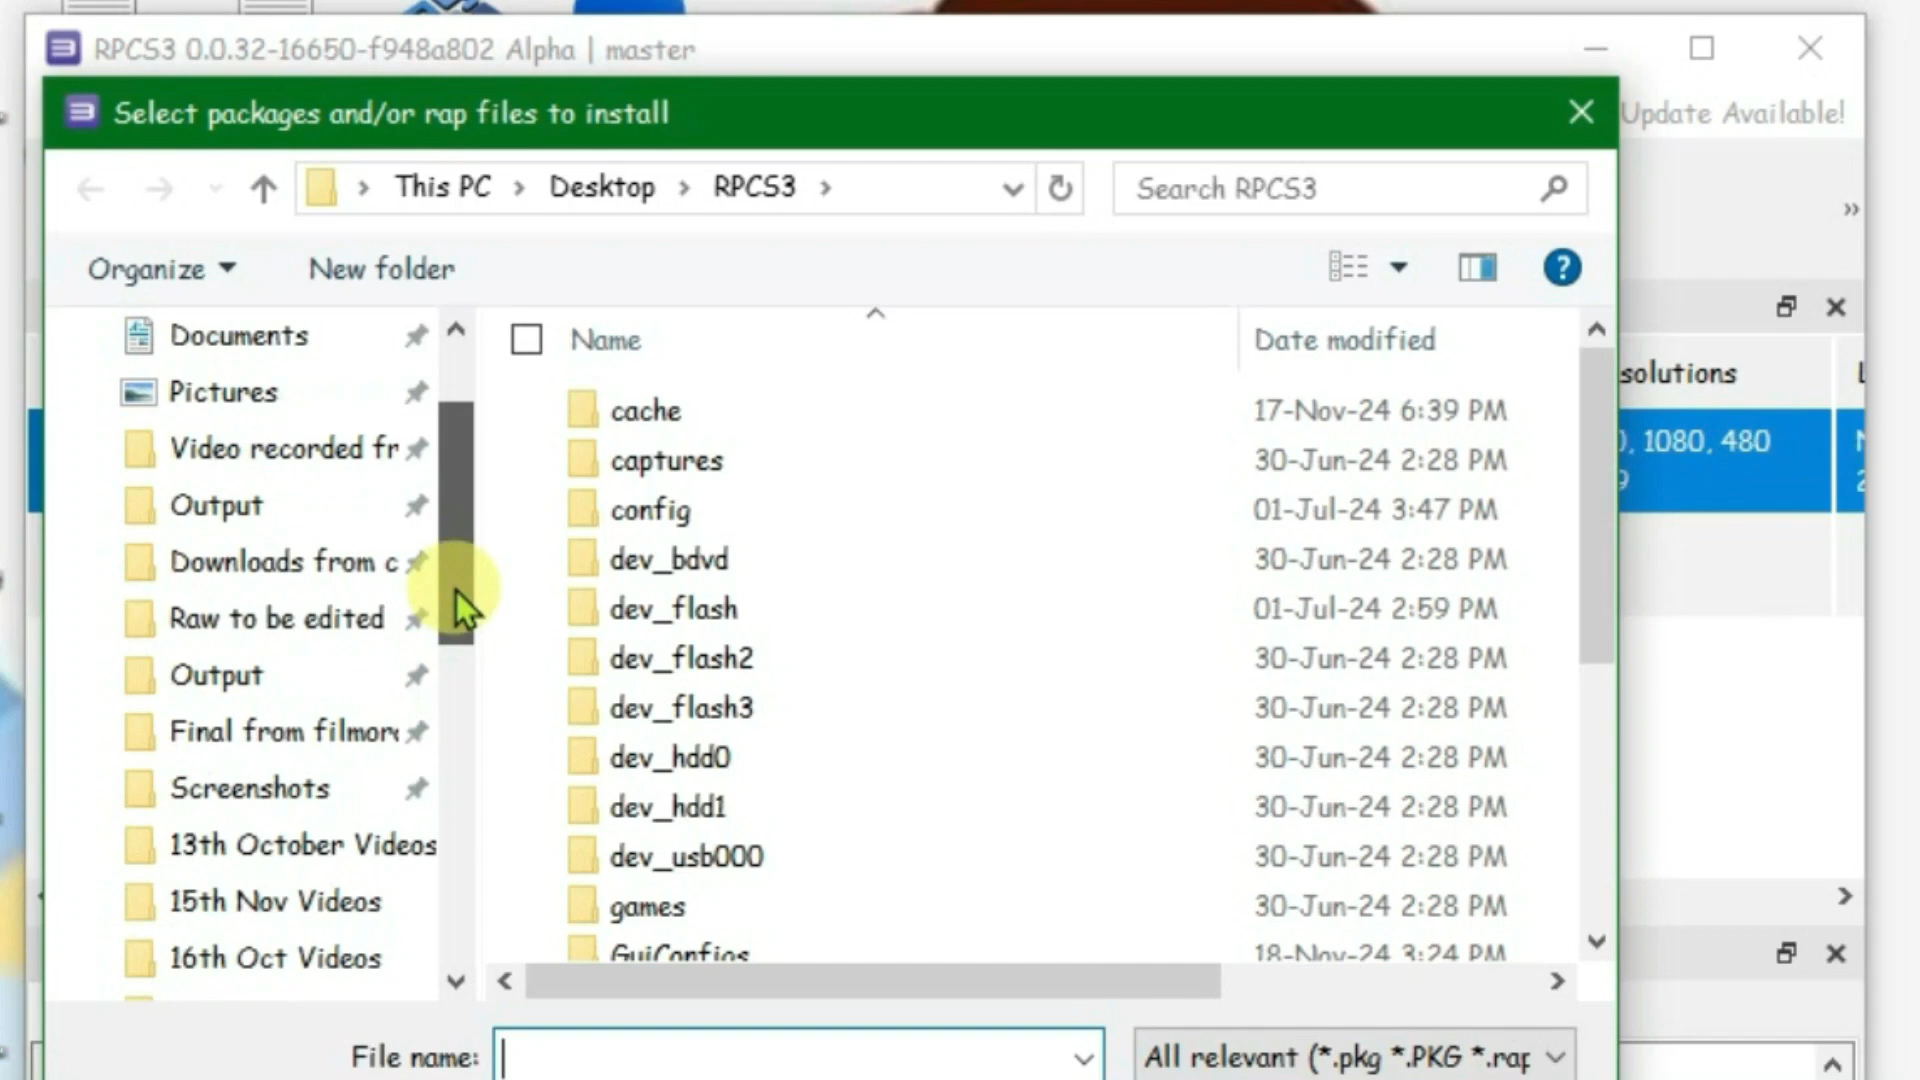 RPCS3 0.0.32-16650-f948a802 Alpha | master
Select packages and/or rap files to install
Update Available!
This PC > Desktop > RPCS3 >
Search RPCS3
Organize
New folder
Name
Date modified
Documents
Pictures
Video recorded fr
Output
Downloads from c
Raw to be edited
Output
Final from filmor
Screenshots
13th October Videos
15th Nov Videos
16th Oct Videos
cache 17-Nov-24 6:39 PM
captures 30-Jun-24 2:28 PM
config 01-Jul-24 3:47 PM
dev_bdvd 30-Jun-24 2:28 PM
dev_flash 01-Jul-24 2:59 PM
dev_flash2 30-Jun-24 2:28 PM
dev_flash3 30-Jun-24 2:28 PM
dev_hdd0 30-Jun-24 2:28 PM
dev_hdd1 30-Jun-24 2:28 PM
dev_usb000 30-Jun-24 2:28 PM
games 30-Jun-24 2:28 PM
GuiConfigs 18-Nov-24 3:24 PM
solutions
, 1080, 480
File name:
All relevant (*.pkg *.PKG *.rap